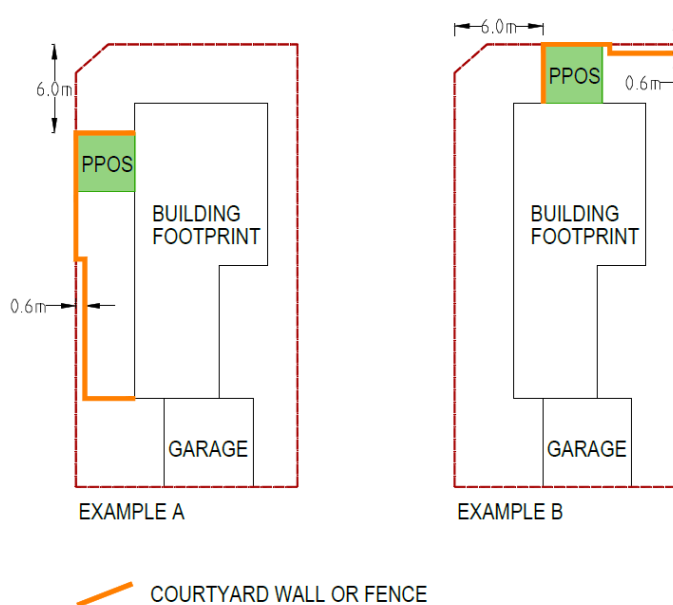 6.0m
6.0m
PPOS
0.6m
PPOS
BUILDING
FOOTPRINT
BUILDING
FOOTPRINT
0.6m
GARAGE
GARAGE
EXAMPLE A
EXAMPLE B
COURTYARD WALL OR FENCE